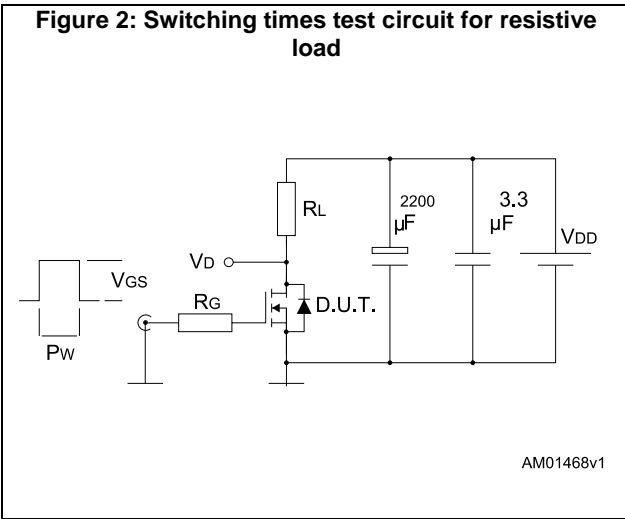 Figure 2: Switching times test circuit for resistive
load
2200
µF
3.3
µF
RL
VDD
VD
VGS
RG
D.U.T.
PW
AM01468v1